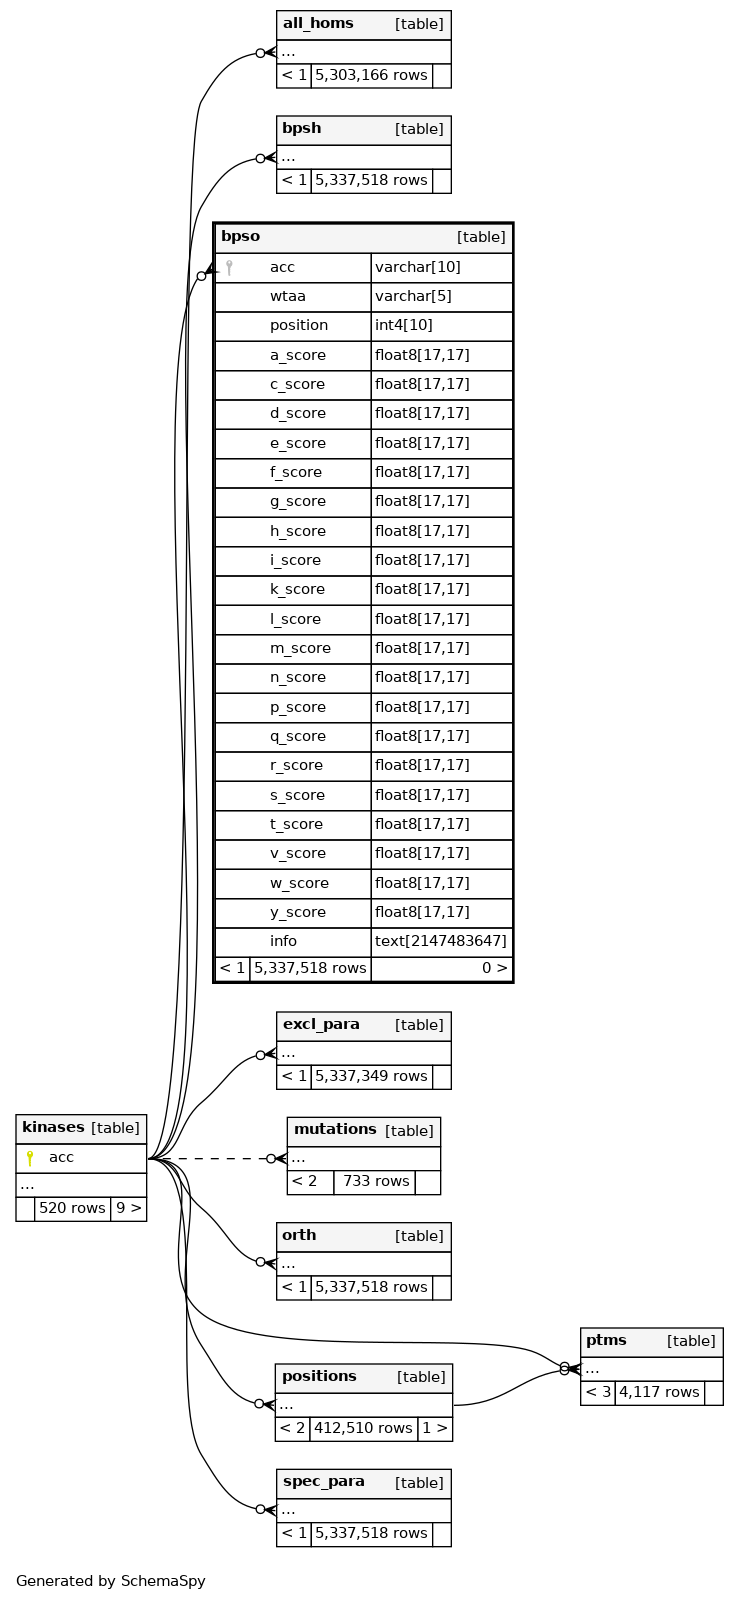 all_homs [table]
...
< 1 5,303,166 rows
bpsh [table]
...
< 1 5,337,518 rows
bpso [table]
acc varchar[10]
wtaa varchar[5]
position int4[10]
a_score float8[17,17]
c_score float8[17,17]
d_score float8[17,17]
e_score float8[17,17]
f_score float8[17,17]
g_score float8[17,17]
h_score float8[17,17]
i_score float8[17,17]
k_score float8[17,17]
l_score float8[17,17]
m_score float8[17,17]
n_score float8[17,17]
p_score float8[17,17]
q_score float8[17,17]
r_score float8[17,17]
s_score float8[17,17]
t_score float8[17,17]
v_score float8[17,17]
w_score float8[17,17]
y_score float8[17,17]
info text[2147483647]
< 1 5,337,518 rows 0 >
excl_para [table]
...
< 1 5,337,349 rows
kinases [table]
acc
...
520 rows 9 >
mutations [table]
...
< 2 733 rows
orth [table]
...
< 1 5,337,518 rows
ptms [table]
...
< 3 4,117 rows
positions [table]
...
< 2 412,510 rows 1 >
spec_para [table]
...
< 1 5,337,518 rows
Generated by SchemaSpy